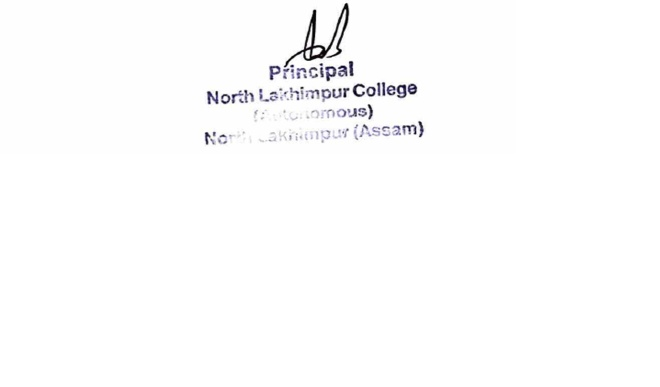 Principal
North Lakhimpur College
(Autonomous)
North Lakhimpur (Assam)